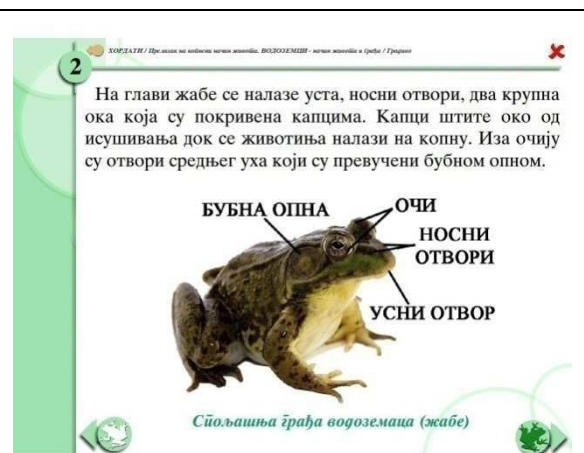 ХОРДАТИ / Прелазак на копнени начин живота. ВОДОЗЕМЦИ - начин живота и грађа / Градиво
2
На глави жабе се налазе уста, носни отвори, два крупна
ока која су покривена капцима. Капци штите око од
исушивања док се животиња налази на копну. Иза очију
су отвори средњег уха који су превучени бубном опном.
БУБНА ОПНА
ОЧИ
НОСНИ
ОТВОРИ
УСНИ ОТВОР
Спољашња грађа водоземаца (жабе)